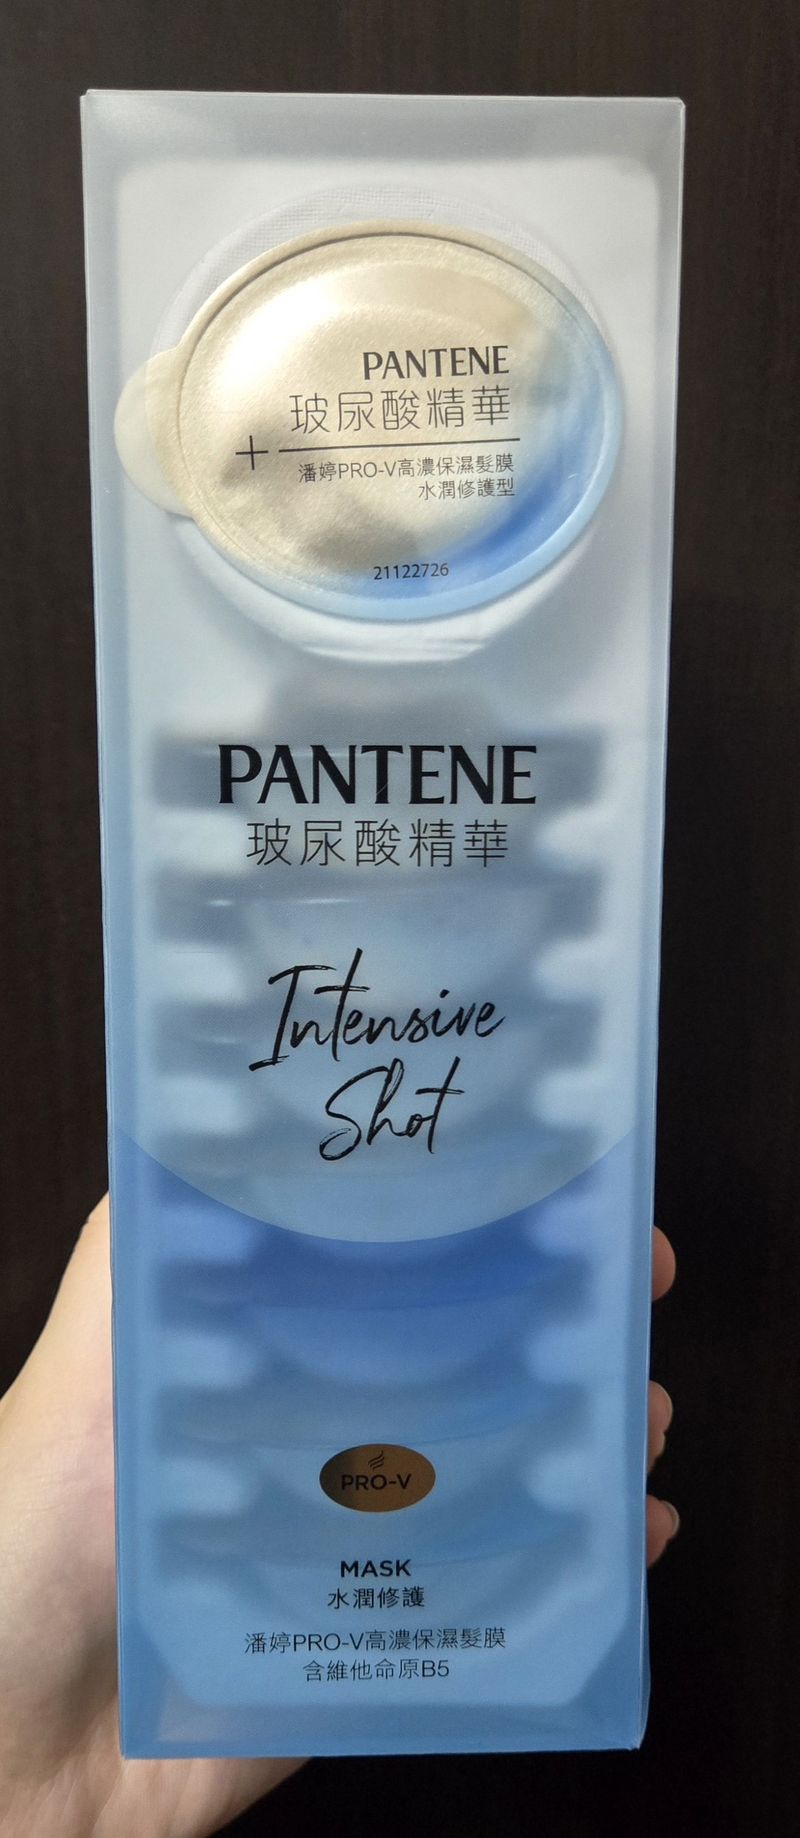 PANTENE
玻尿酸精華
+
潘婷PRO-V高濃保濕髮膜
水潤修護型
21122726
PANTENE
玻尿酸精華
Intensive
Shot
PRO-V
MASK
水潤修護
潘婷PRO-V高濃保濕髮膜
含維他命原B5